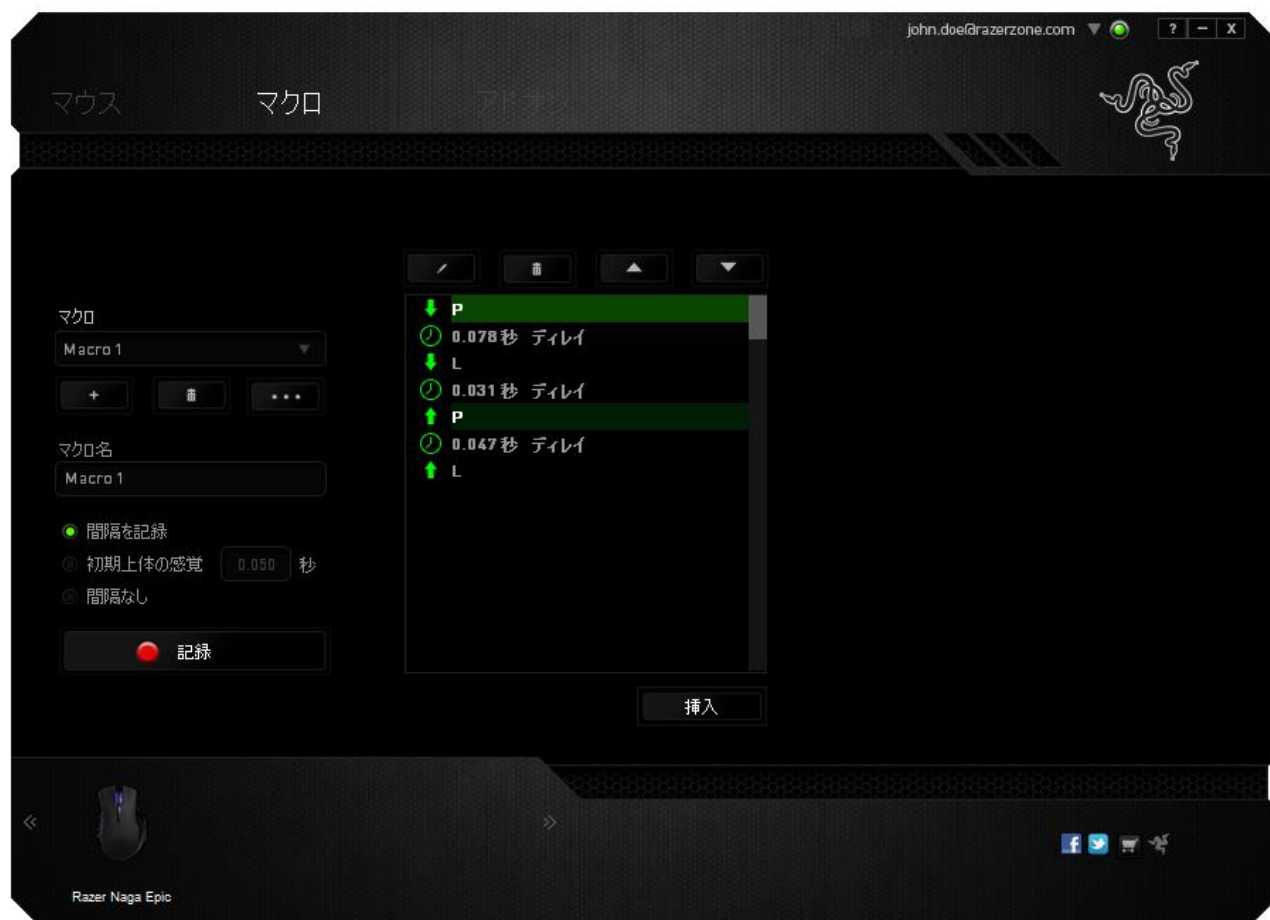 john.doe@razerzone.com
? - X
マウス マクロ アドオン
マクロ
Macro 1
+
マクロ名
Macro 1
間隔を記録
初期上体の感覚 0.050 秒
間隔なし
記録
P
0.078 秒 ディレイ
L
0.031 秒 ディレイ
P
0.047 秒 ディレイ
L
挿入
Razer Naga Epic